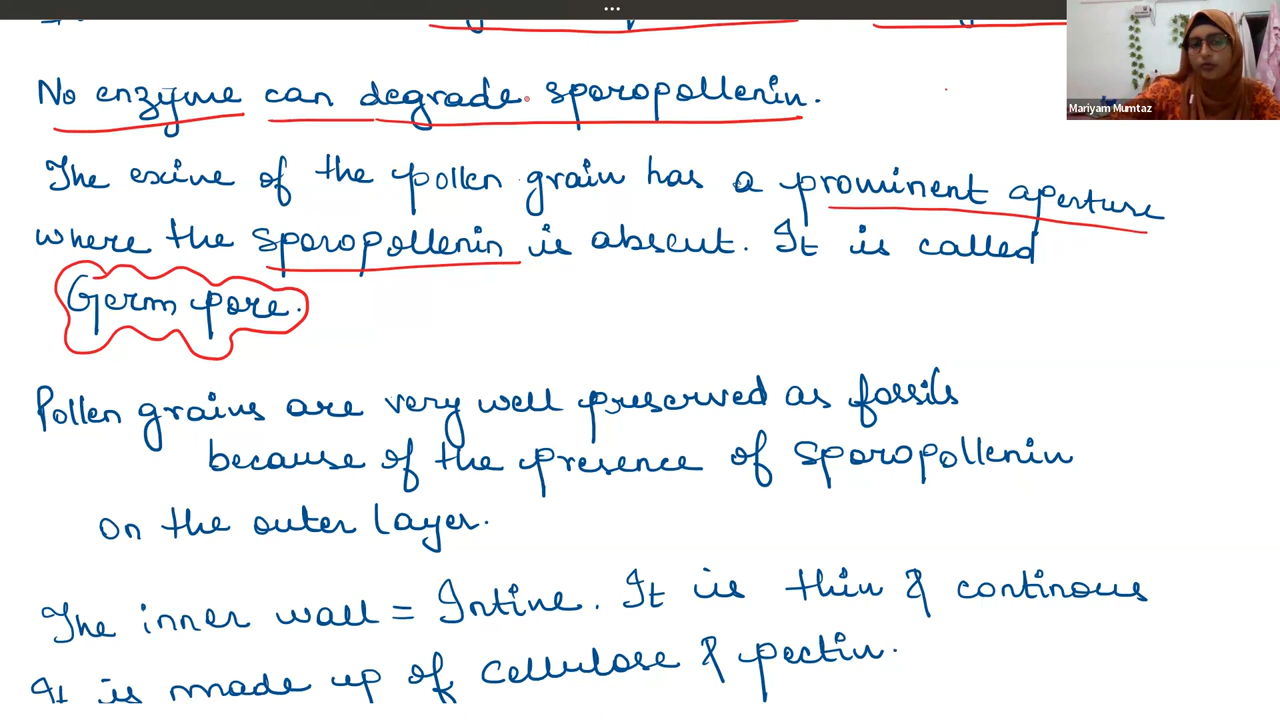 No enzyme can degrade sporopollenin.
Mariyam Mumtaz
The exine of the pollen grain has a prominent aperture
where the sporopollenin is absent. It is called
Germ pore.
Pollen grains are very well preserved as fossils
because of the presence of sporopollenin
on the outer layer.
The inner wall = Intine. It is thin & continous
It is made up of cellulose & pectin.